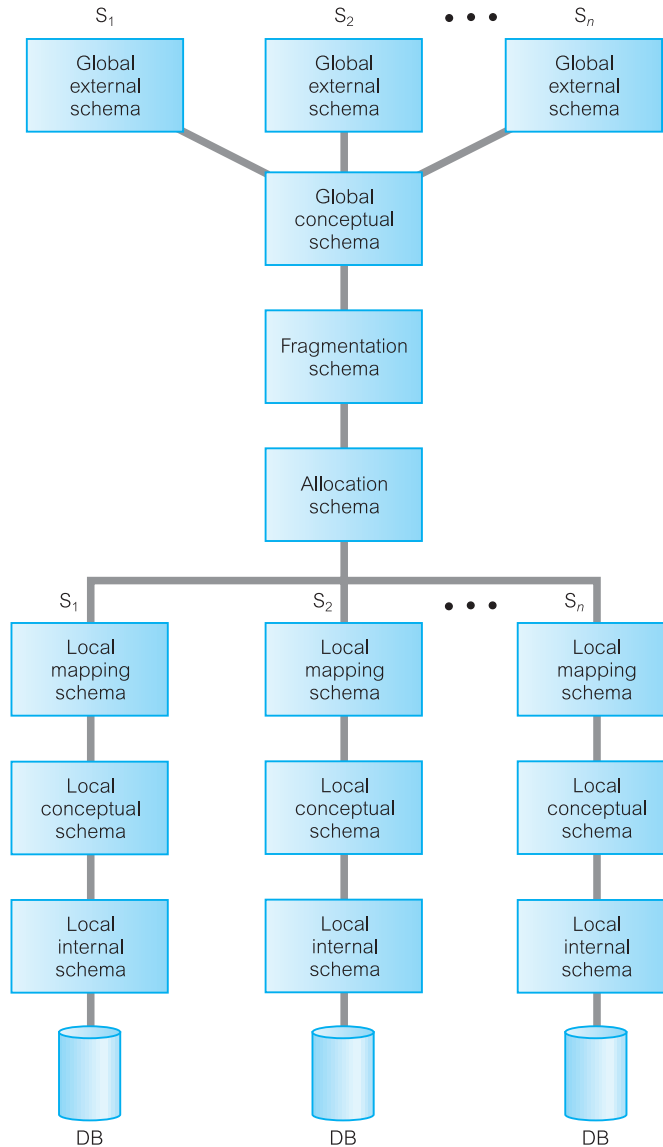 S1 S2 • • • Sn
Global
external
schema
Global
external
schema
Global
external
schema
Global
conceptual
schema
Fragmentation
schema
Allocation
schema
S1 S2 • • • Sn
Local
mapping
schema
Local
mapping
schema
Local
mapping
schema
Local
conceptual
schema
Local
conceptual
schema
Local
conceptual
schema
Local
internal
schema
Local
internal
schema
Local
internal
schema
DB
DB
DB